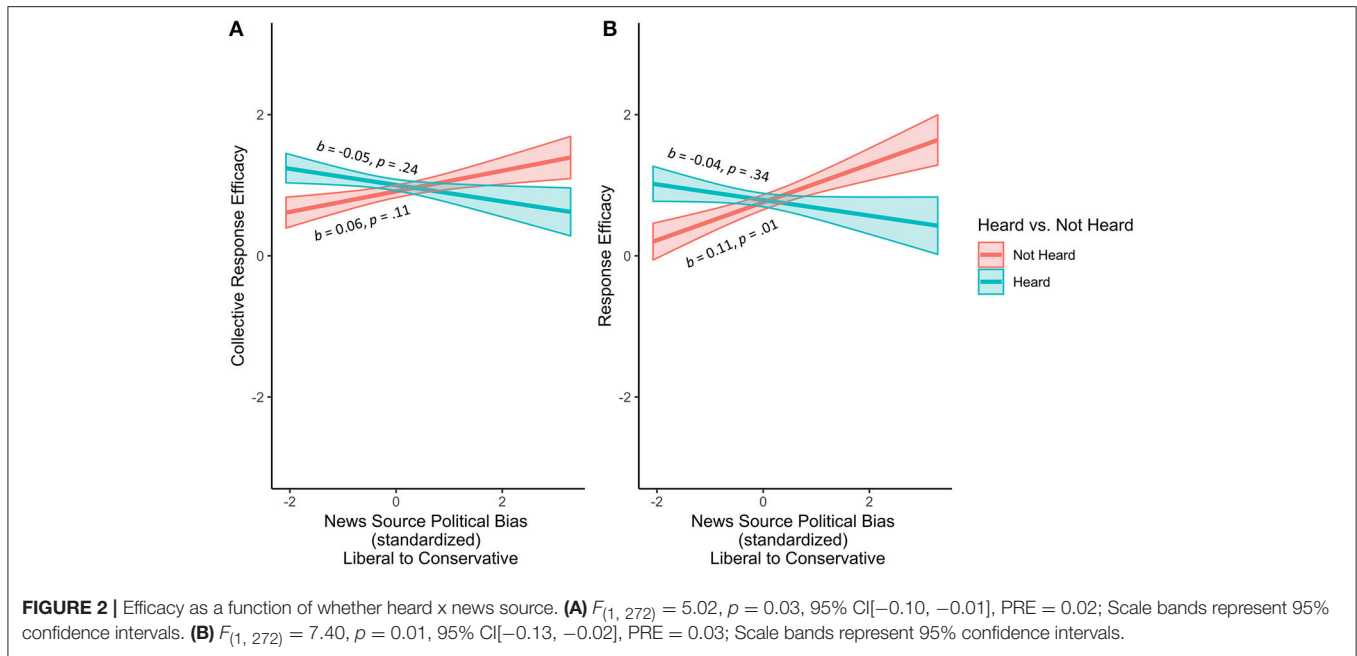 A
2
0
-2
Collective Response Efficacy
b = -0.05, p = .24
b = 0.06, p = .11
-2 0 2
News Source Political Bias
(standardized)
Liberal to Conservative
B
2
0
-2
Response Efficacy
b = -0.04, p = .34
b = 0.11, p = .01
-2 0 2
News Source Political Bias
(standardized)
Liberal to Conservative
Heard vs. Not Heard
Not Heard
Heard
FIGURE 2 | Efficacy as a function of whether heard x news source. (A) F(1, 272) = 5.02, p = 0.03, 95% CI[−0.10, −0.01], PRE = 0.02; Scale bands represent 95%
confidence intervals. (B) F(1, 272) = 7.40, p = 0.01, 95% CI[−0.13, −0.02], PRE = 0.03; Scale bands represent 95% confidence intervals.